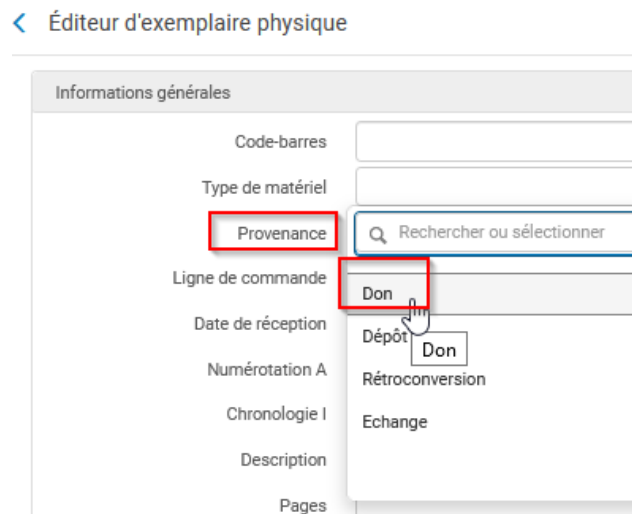 Éditeur d'exemplaire physique
Informations générales
Code-barres
Type de matériel
Provenance
Rechercher ou sélectionner
Ligne de commande
Don
Date de réception
Dépôt
Don
Numérotation A
Rétroconversion
Chronologie I
Echange
Description
Pages